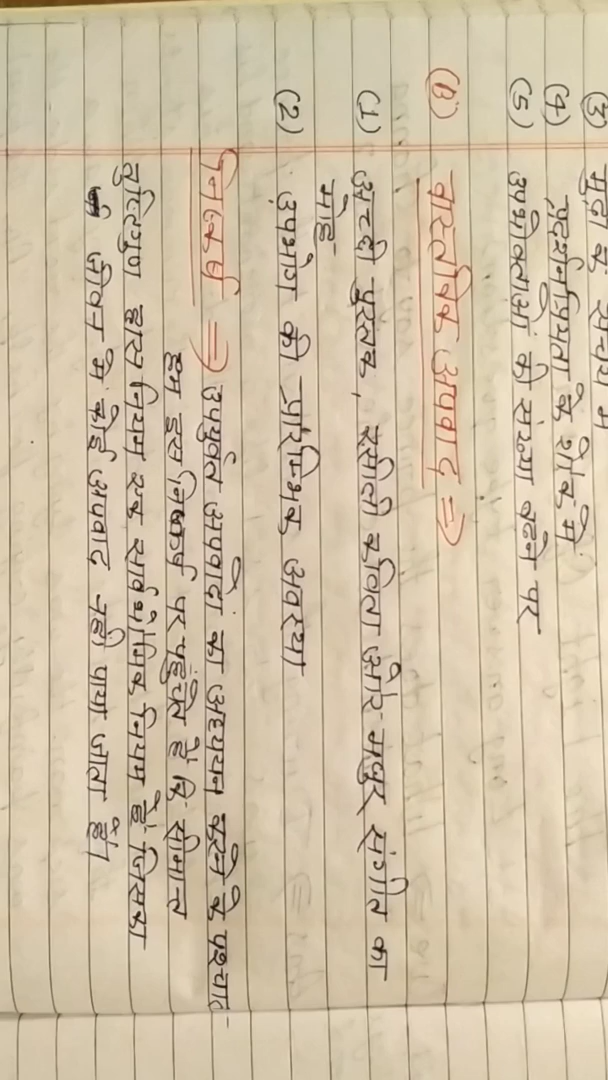 (3) मुद्रा के संचय में
(4) प्रदर्शनप्रियता के शौक में
(5) उपभोक्ताओं की संख्या बढ़ने पर
(B) वास्तविक अपवाद ⇒
(1) अच्छी पुस्तक, रसीली कविता और मधुर संगीत का
मोह
(2) उपभोग की प्रारम्भिक अवस्था
निष्कर्ष ⇒ उपर्युक्त अपवादों का अध्ययन करने के पश्चात
हम इस निष्कर्ष पर पहुंचते हैं कि सीमान्त
तुष्टिगुण ह्रास नियम एक सार्वभौमिक नियम है जिसका
की जीवन में कोई अपवाद नहीं पाया जाता है।